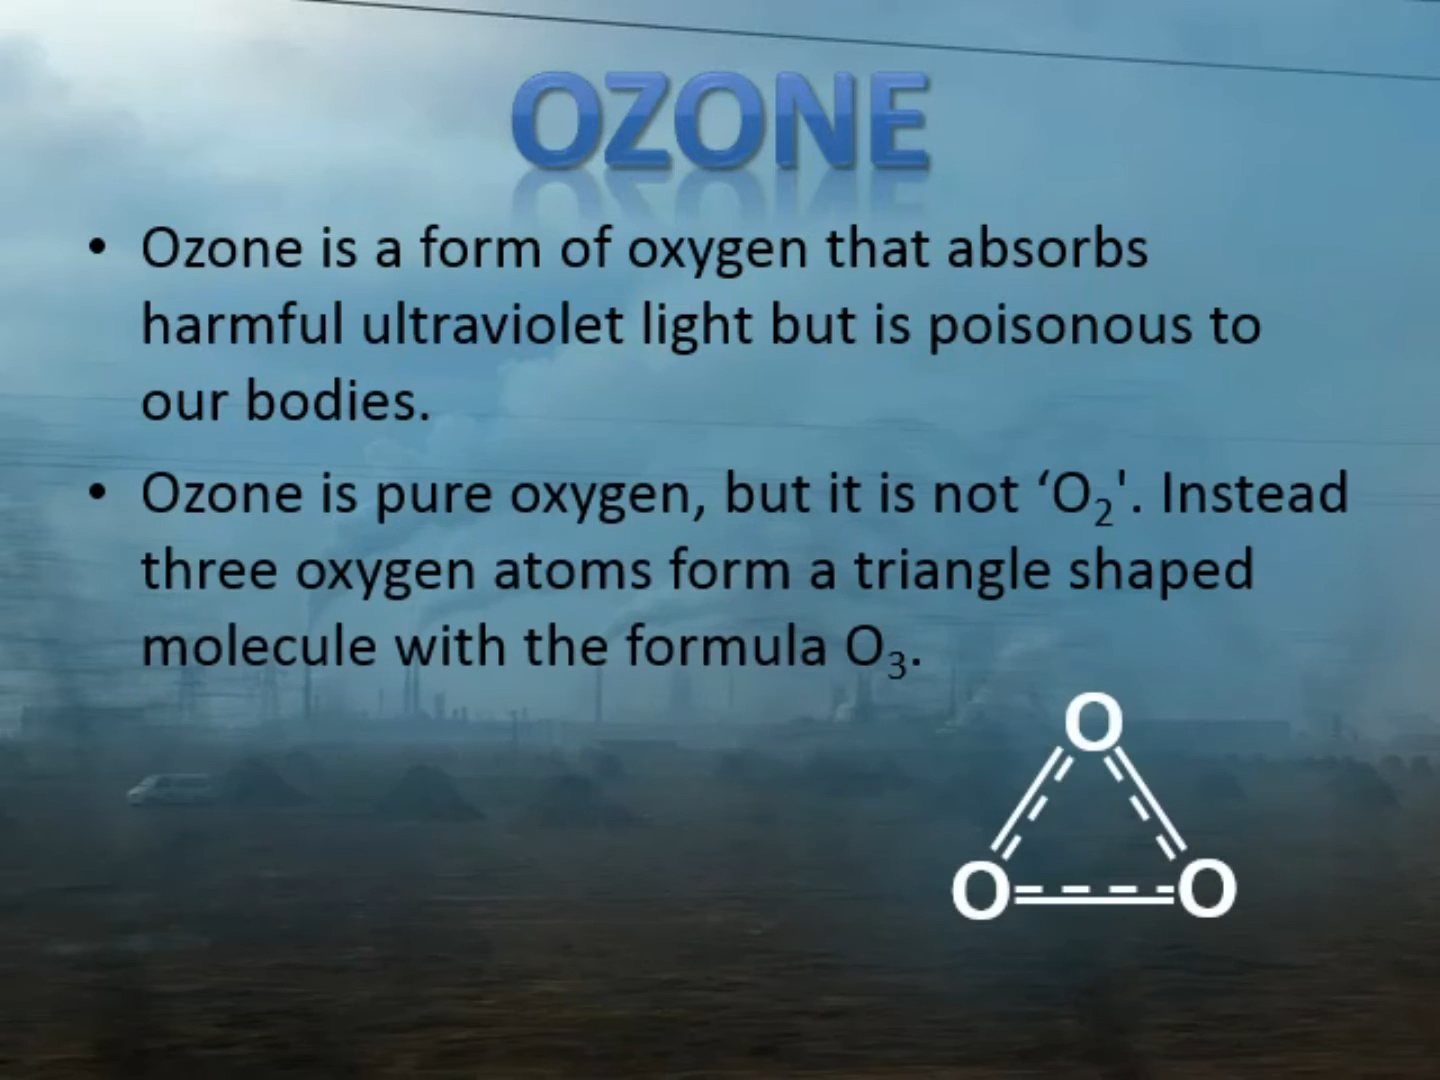 OZONE
• Ozone is a form of oxygen that absorbs
harmful ultraviolet light but is poisonous to
our bodies.
• Ozone is pure oxygen, but it is not ‘O₂'. Instead
three oxygen atoms form a triangle shaped
molecule with the formula O₃.
O
O O